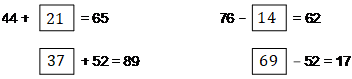 44 + 21 = 65
76 – 14 = 62
37 + 52 = 89
69 – 52 = 17